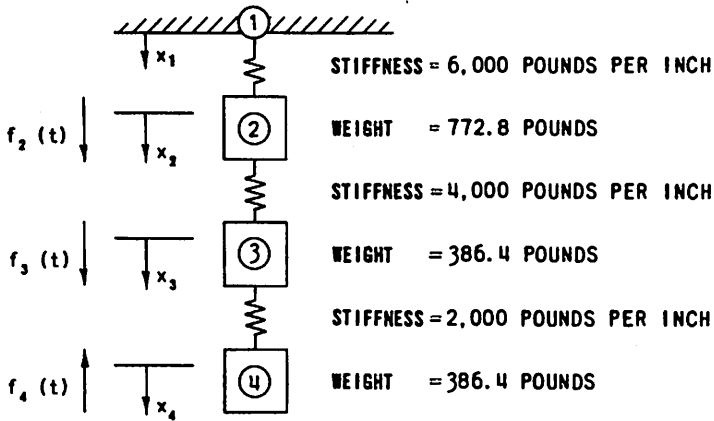 1
x₁
STIFFNESS = 6,000 POUNDS PER INCH
f₂ (t)
x₂
2
WEIGHT = 772.8 POUNDS
STIFFNESS = 4,000 POUNDS PER INCH
f₃ (t)
x₃
3
WEIGHT = 386.4 POUNDS
STIFFNESS = 2,000 POUNDS PER INCH
f₄ (t)
x₄
4
WEIGHT = 386.4 POUNDS